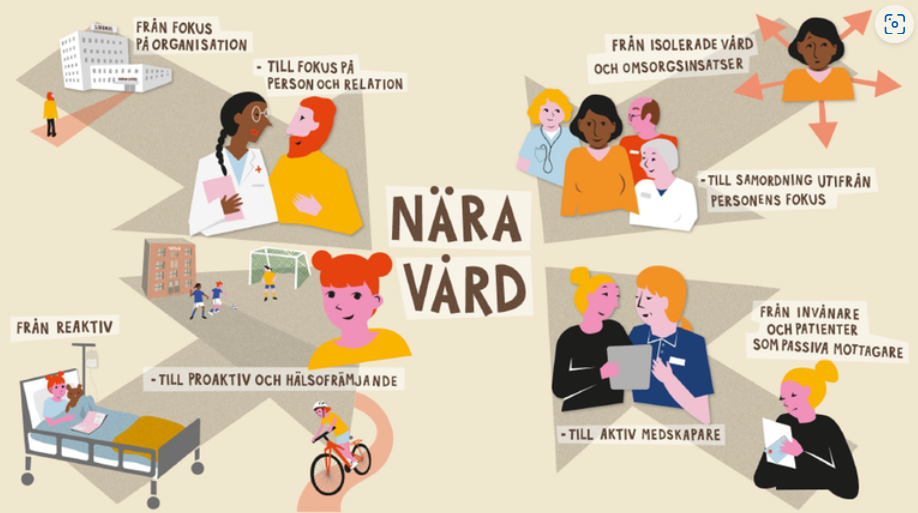 FRÅN FOKUS
PÅ ORGANISATION
- TILL FOKUS PÅ
PERSON OCH RELATION
FRÅN ISOLERADE VÅRD
OCH OMSORGSINSATSER
- TILL SAMORDNING UTIFRÅN
PERSONENS FOKUS
NÄRA
VÅRD
FRÅN REAKTIV
- TILL PROAKTIV OCH HÄLSOFRÄMJANDE
FRÅN INVÅNARE
OCH PATIENTER
SOM PASSIVA MOTTAGARE
- TILL AKTIV MEDSKAPARE